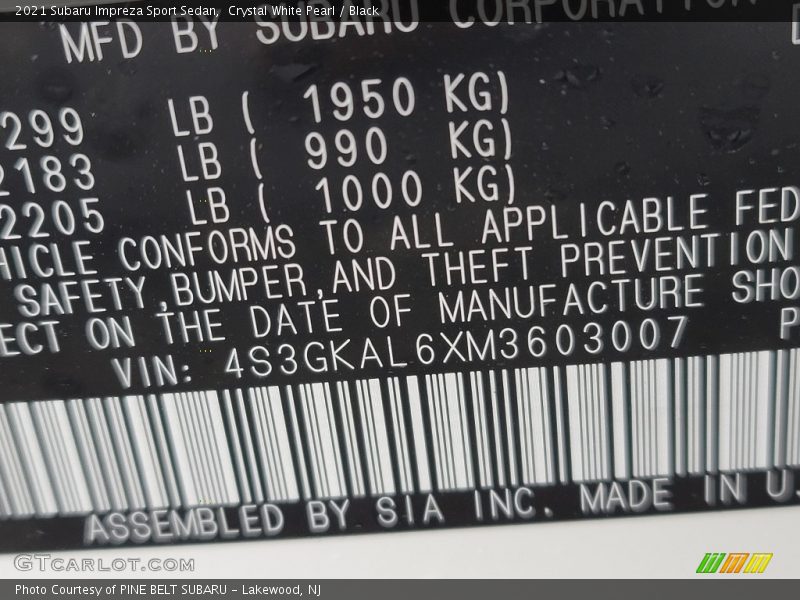 2021 Subaru Impreza Sport Sedan, Crystal White Pearl / Black
MFD BY SUBARU CORPORATION
299 LB ( 1950 KG)
2183 LB ( 990 KG)
2205 LB ( 1000 KG)
HICLE CONFORMS TO ALL APPLICABLE FED
SAFETY,BUMPER,AND THEFT PREVENTION
ECT ON THE DATE OF MANUFACTURE SHO
VIN: 4S3GKAL6XM3603007 P
ASSEMBLED BY SIA INC. MADE IN U.
GTcarlot.com
Photo Courtesy of PINE BELT SUBARU - Lakewood, NJ